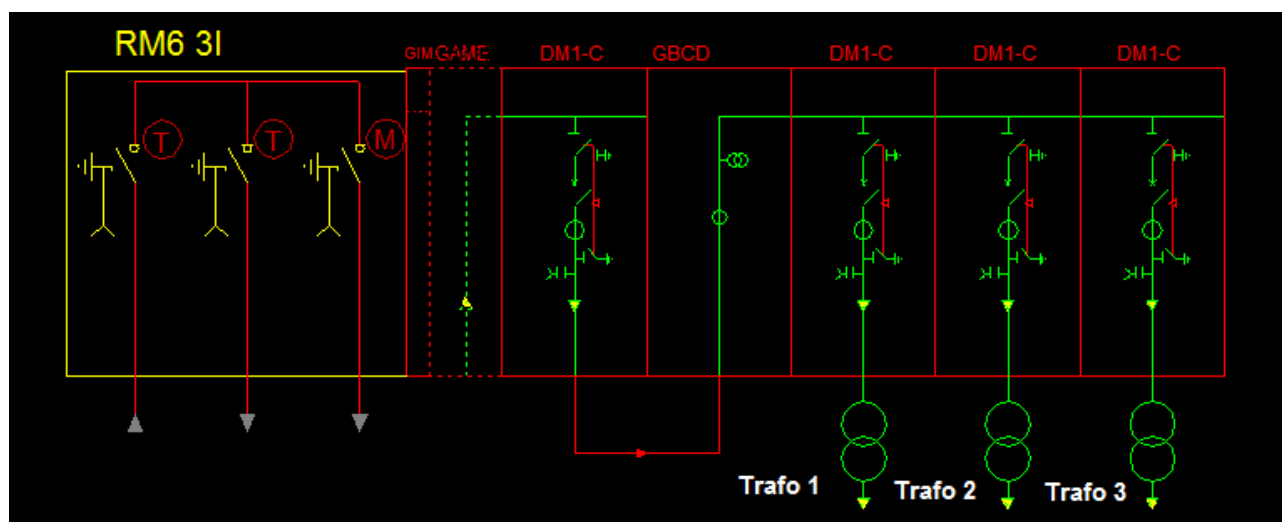 RM6 3I
GIM GAME DM1-C GBCD DM1-C DM1-C DM1-C
T T M
Trafo 1 Trafo 2 Trafo 3